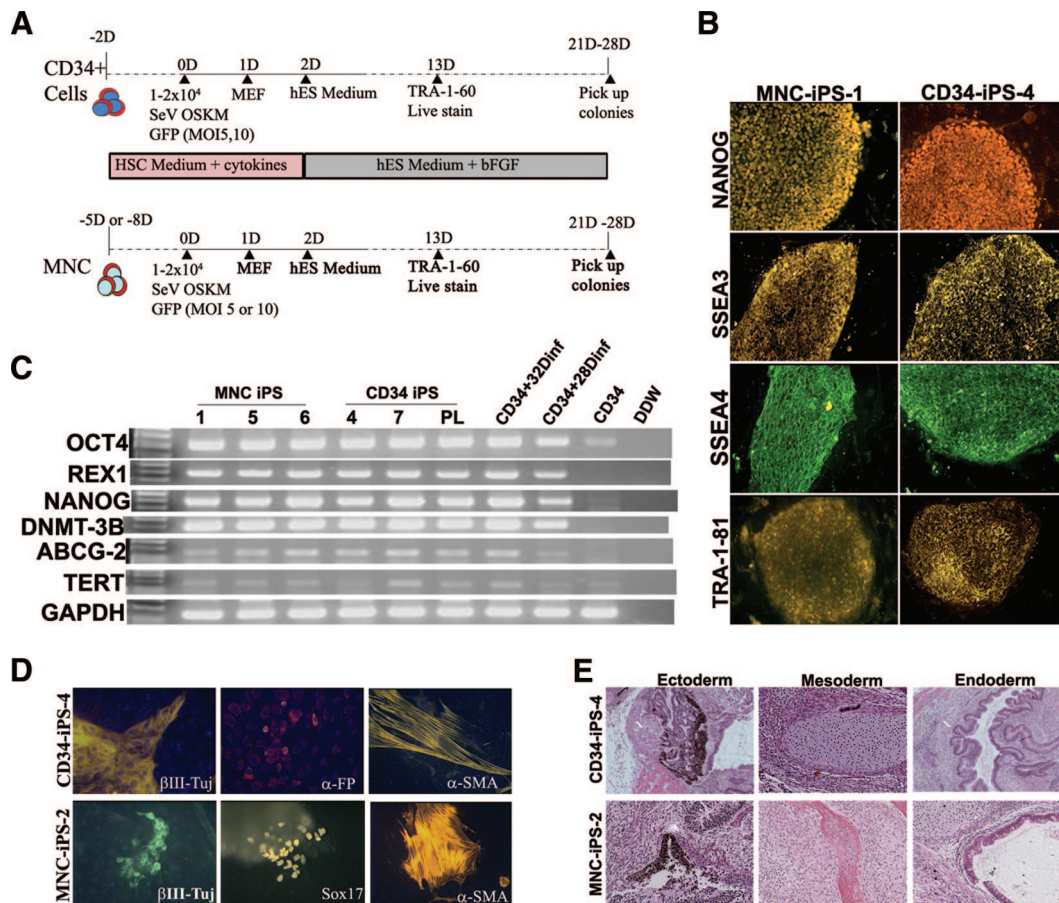 A
-2D
CD34+
Cells
0D
1D
2D
13D
21D-28D
1-2x10⁴
SeV OSKM
GFP (MOI5,10)
MEF
hES Medium
TRA-1-60
Live stain
Pick up
colonies
HSC Medium + cytokines
hES Medium + bFGF
-5D or -8D
MNC
0D
1D
2D
13D
21D -28D
1-2x10⁴
SeV OSKM
GFP (MOI 5 or 10)
MEF
hES Medium
TRA-1-60
Live stain
Pick up
colonies
B
MNC-iPS-1
CD34-iPS-4
NANOG
SSEA3
SSEA4
TRA-1-81
C
MNC iPS
CD34 iPS
1 5 6 4 7 PL
CD34+32Dinf
CD34+28Dinf
CD34
DDW
OCT4
REX1
NANOG
DNMT-3B
ABCG-2
TERT
GAPDH
D
CD34-iPS-4
βIII-Tuj
α-FP
α-SMA
MNC-iPS-2
βIII-Tuj
Sox17
α-SMA
E
Ectoderm
Mesoderm
Endoderm
CD34-iPS-4
MNC-iPS-2